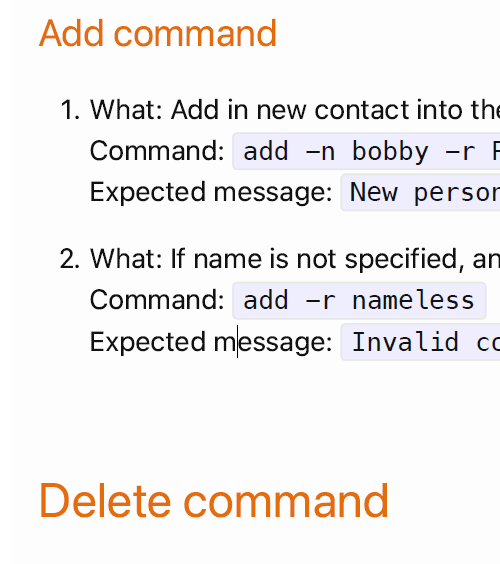 Add command
1. What: Add in new contact into the
Command: add –n bobby –r
Expected message: New person
2. What: If name is not specified, an
Command: add –r nameless
Expected message: Invalid co
Delete command